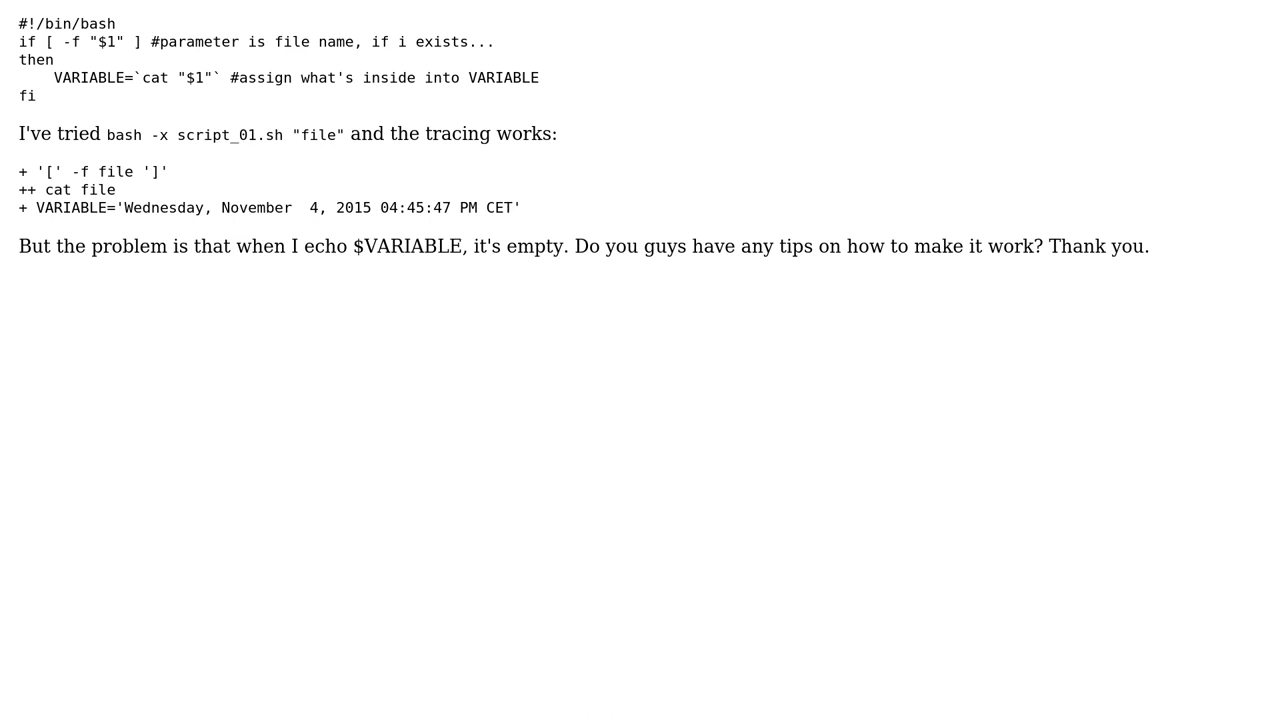 #!/bin/bash
if [ -f "$1" ] #parameter is file name, if i exists...
then
    VARIABLE=`cat "$1"` #assign what's inside into VARIABLE
fi
I've tried bash -x script_01.sh "file" and the tracing works:
+ '[' -f file ']'
++ cat file
+ VARIABLE='Wednesday, November  4, 2015 04:45:47 PM CET'
But the problem is that when I echo $VARIABLE, it's empty. Do you guys have any tips on how to make it work? Thank you.